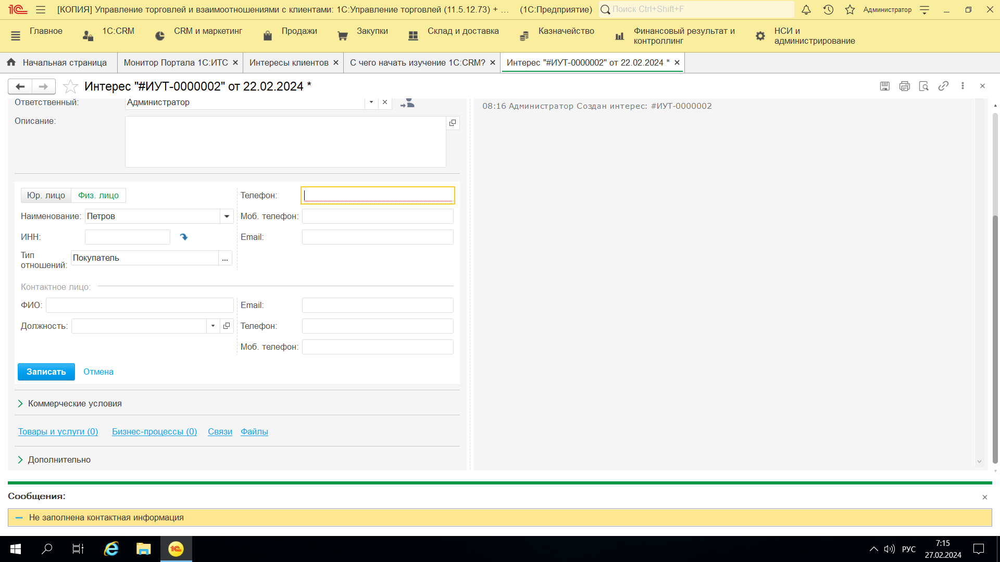 [КОПИЯ] Управление торговлей и взаимоотношениями с клиентами: 1С:Управление торговлей (11.5.12.73) + ... (1С:Предприятие) Поиск Ctrl+Shift+F Администратор
Главное 1С:CRM CRM и маркетинг Продажи Закупки Склад и доставка Казначейство Финансовый результат и контроллинг НСИ и администрирование
Начальная страница Монитор Портала 1С:ИТС Интересы клиентов С чего начать изучение 1С:CRM? Интерес "#ИУТ-0000002" от 22.02.2024 *
Интерес "#ИУТ-0000002" от 22.02.2024 *
Ответственный: Администратор
08:16 Администратор Создан интерес: #ИУТ-0000002
Описание:
Юр. лицо Физ. лицо Телефон:
Наименование: Петров Моб. телефон:
ИНН: Email:
Тип отношений: Покупатель ...
Контактное лицо:
ФИО: Email:
Должность: Телефон:
Моб. телефон:
Записать Отмена
Коммерческие условия
Товары и услуги (0) Бизнес-процессы (0) Связи Файлы
Дополнительно
Сообщения:
Не заполнена контактная информация
РУС 7:15
27.02.2024